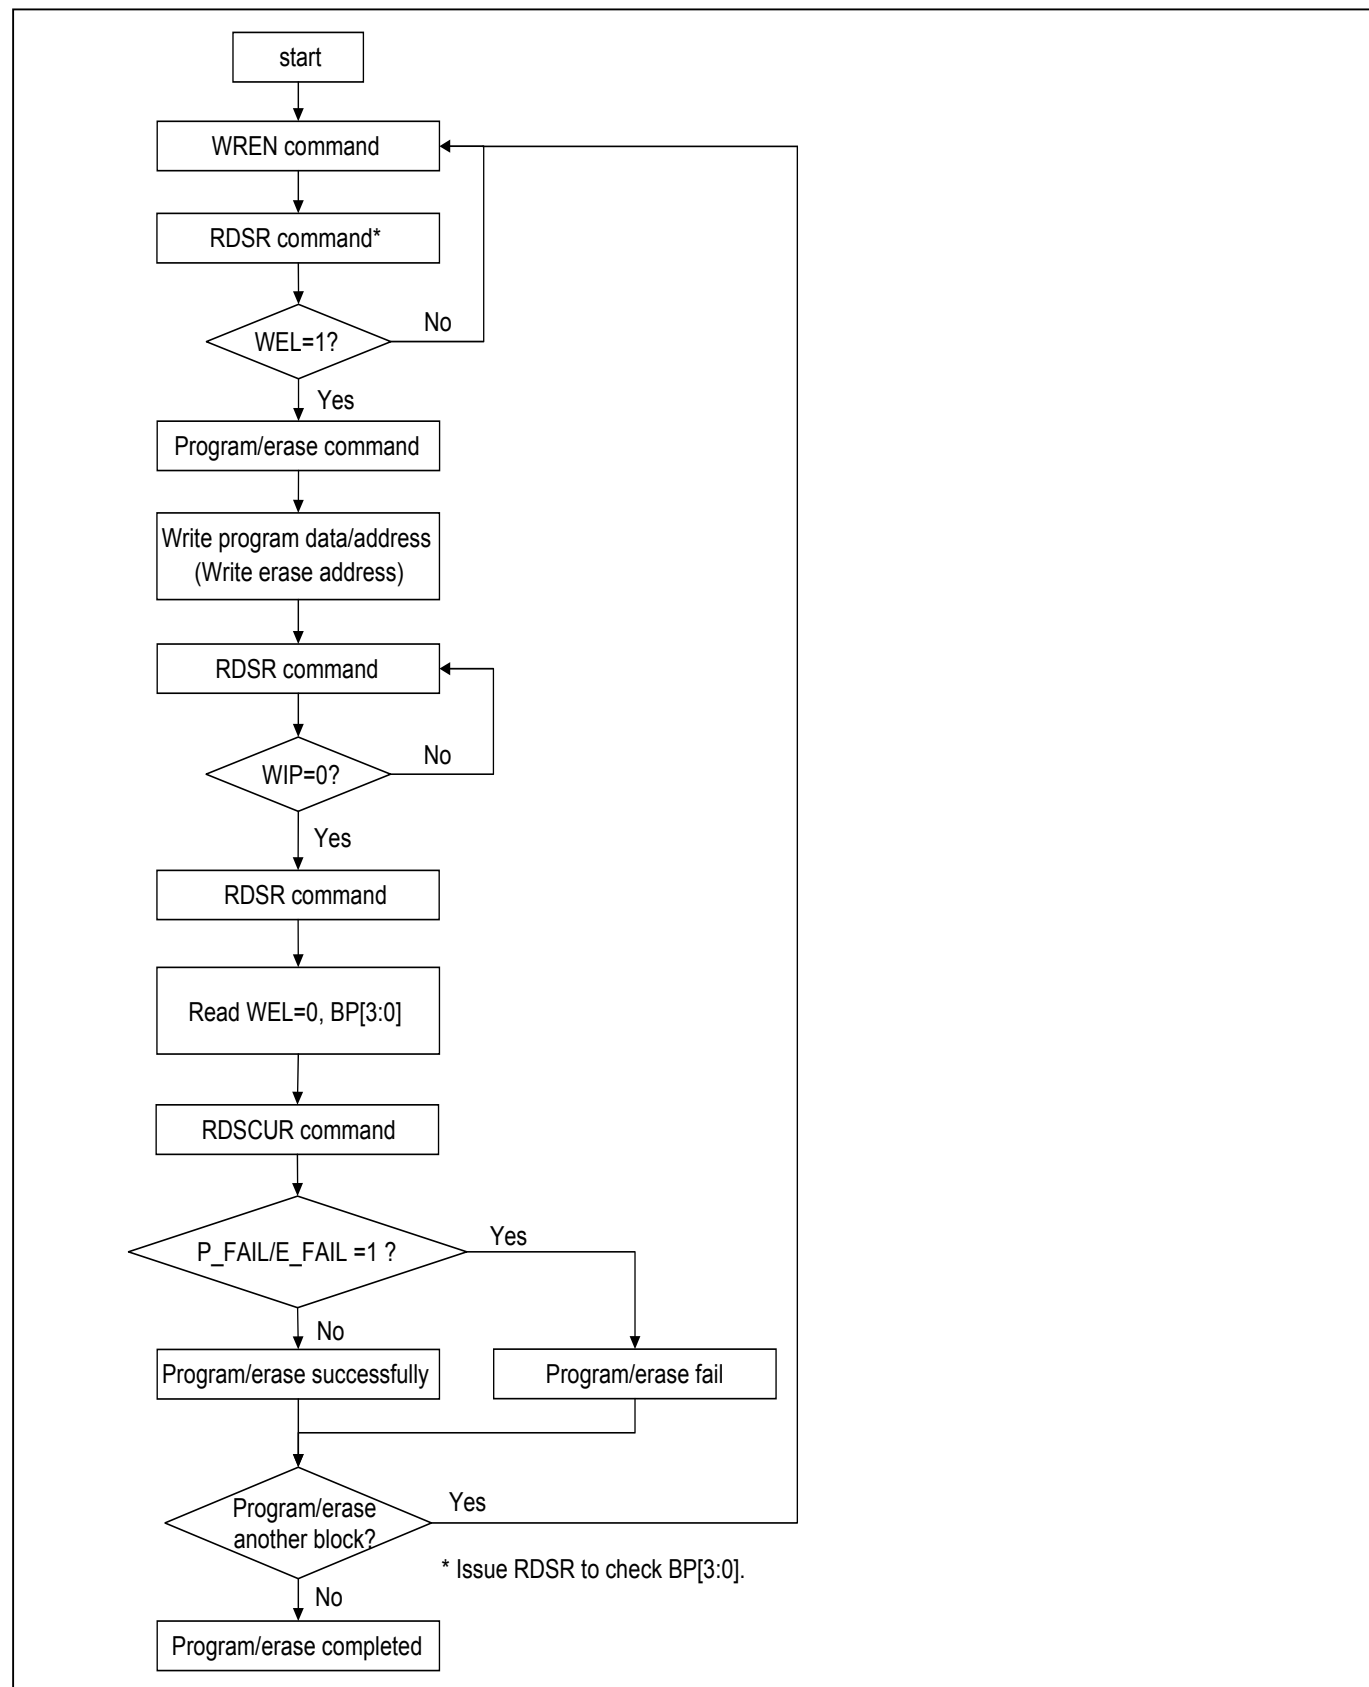 start
WREN command
RDSR command*
WEL=1?
No
Yes
Program/erase command
Write program data/address
(Write erase address)
RDSR command
WIP=0?
No
Yes
RDSR command
Read WEL=0, BP[3:0]
RDSCUR command
P_FAIL/E_FAIL =1 ?
Yes
No
Program/erase successfully
Program/erase fail
Program/erase
another block?
Yes
* Issue RDSR to check BP[3:0].
No
Program/erase completed